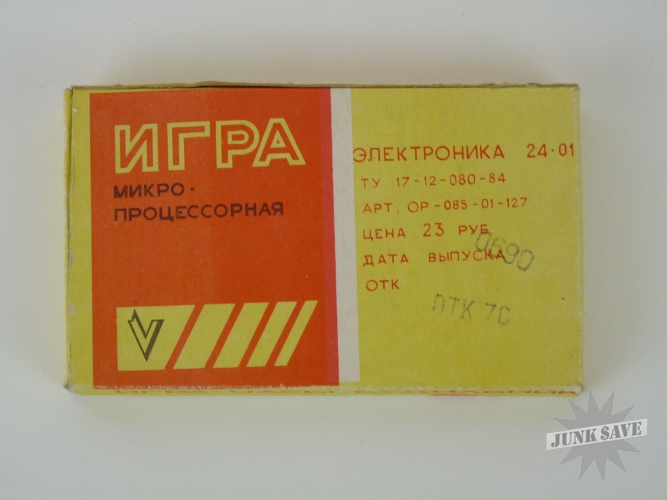 ИГРА
МИКРО-
ПРОЦЕССОРНАЯ
ЭЛЕКТРОНИКА 24·01
ТУ 17-12-080-84
АРТ. ОР-085-01-127
ЦЕНА 23 РУБ
ДАТА ВЫПУСКА 0690
ОТК
ОТК 7С
JUNK SAVE